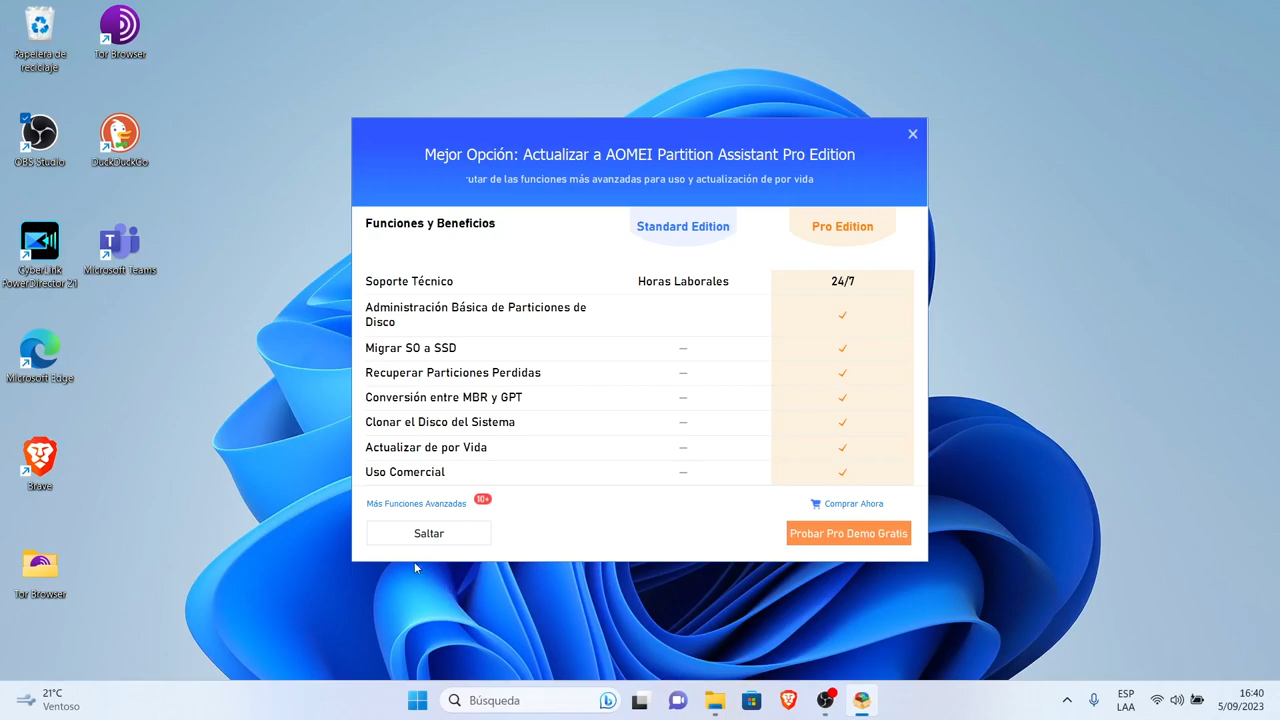 Papelera de
reciclaje
Tor Browser
OBS Studio
DuckDuckGo
CyberLink
PowerDirector 21
Microsoft Teams
Microsoft Edge
Brave
Tor Browser
Mejor Opción: Actualizar a AOMEI Partition Assistant Pro Edition
utar de las funciones más avanzadas para uso y actualización de por vida
Funciones y Beneficios
Standard Edition
Pro Edition
Soporte Técnico
Horas Laborales
24/7
Administración Básica de Particiones de
Disco
Migrar SO a SSD
Recuperar Particiones Perdidas
Conversión entre MBR y GPT
Clonar el Disco del Sistema
Actualizar de por Vida
Uso Comercial
Más Funciones Avanzadas
10+
Comprar Ahora
Saltar
Probar Pro Demo Gratis
21°C
Ventoso
Búsqueda
ESP
LAA
16:40
5/09/2023